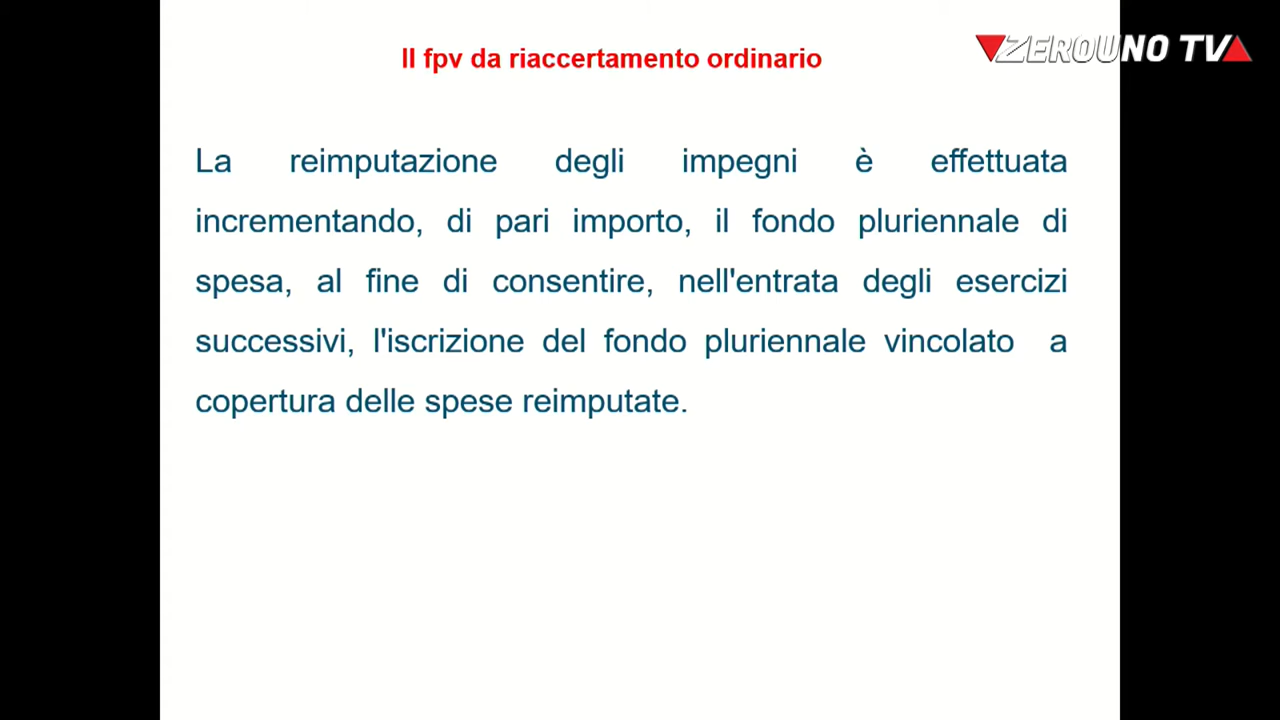 Il fpv da riaccertamento ordinario
ZEROUNO TV
La reimputazione degli impegni è effettuata
incrementando, di pari importo, il fondo pluriennale di
spesa, al fine di consentire, nell'entrata degli esercizi
successivi, l'iscrizione del fondo pluriennale vincolato a
copertura delle spese reimputate.